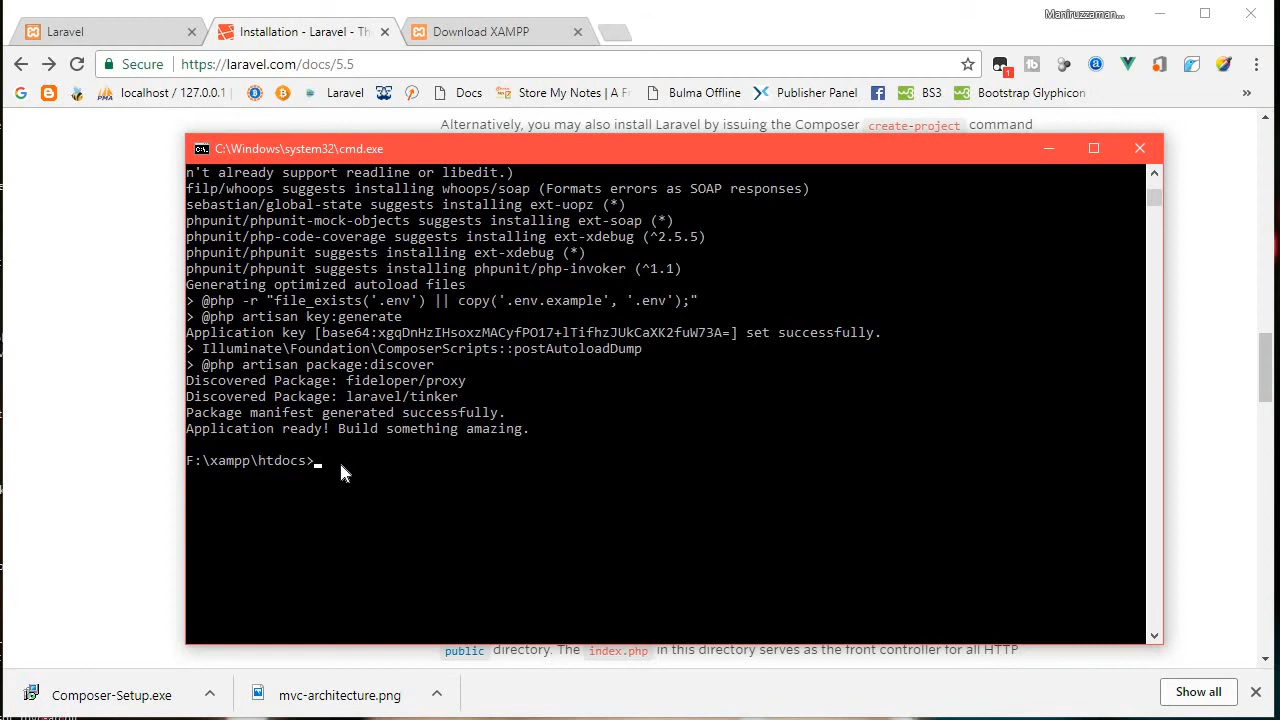 Maniruzzaman...
Laravel
Installation - Laravel - Th
Download XAMPP
Secure
https://laravel.com/docs/5.5
1
localhost / 127.0.0.1
Laravel
Docs
Store My Notes | A F
Bulma Offline
Publisher Panel
BS3
Bootstrap Glyphicon
»
Alternatively, you may also install Laravel by issuing the Composer create-project command
C:\Windows\system32\cmd.exe
n't already support readline or libedit.)
filp/whoops suggests installing whoops/soap (Formats errors as SOAP responses)
sebastian/global-state suggests installing ext-uopz (*)
phpunit/phpunit-mock-objects suggests installing ext-soap (*)
phpunit/php-code-coverage suggests installing ext-xdebug (^2.5.5)
phpunit/phpunit suggests installing ext-xdebug (*)
phpunit/phpunit suggests installing phpunit/php-invoker (^1.1)
Generating optimized autoload files
> @php -r "file_exists('.env') || copy('.env.example', '.env');"
> @php artisan key:generate
Application key [base64:xgqDnHzIHsoxzMACyfPO17+lTifhzJUkCaXK2fuW73A=] set successfully.
> Illuminate\Foundation\ComposerScripts::postAutoloadDump
> @php artisan package:discover
Discovered Package: fideloper/proxy
Discovered Package: laravel/tinker
Package manifest generated successfully.
Application ready! Build something amazing.
F:\xampp\htdocs>
public directory. The index.php in this directory serves as the front controller for all HTTP
Composer-Setup.exe
mvc-architecture.png
Show all